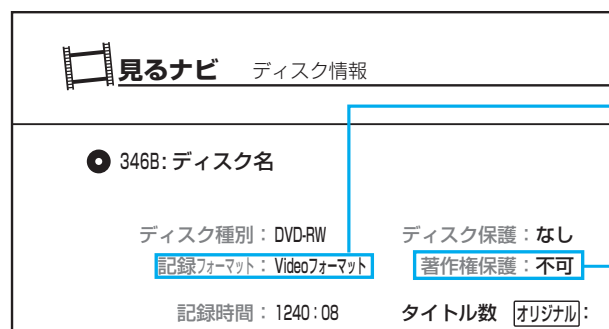 見るナビ ディスク情報
346B:ディスク名
ディスク種別：DVD-RW ディスク保護：なし
記録フォーマット：Videoフォーマット 著作権保護：不可
記録時間：1240：08 タイトル数 オリジナル：